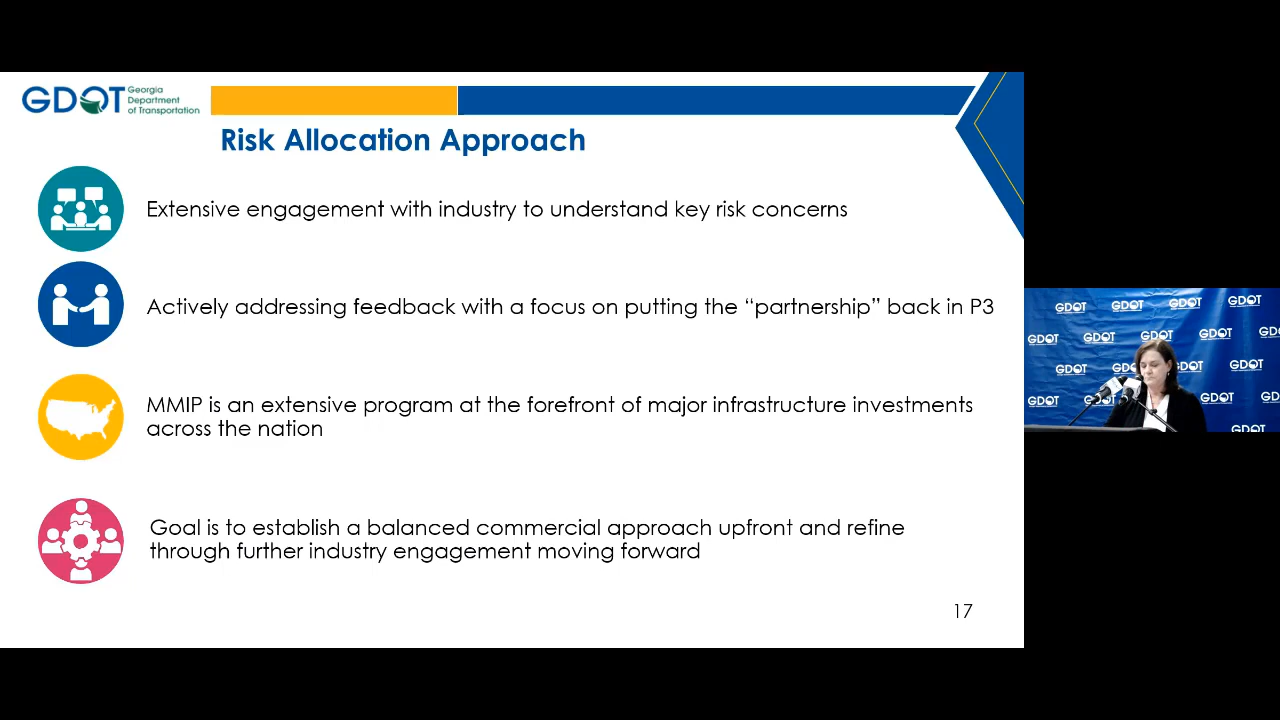 GDOT
Georgia
Department
of Transportation
Risk Allocation Approach
Extensive engagement with industry to understand key risk concerns
Actively addressing feedback with a focus on putting the “partnership” back in P3
MMIP is an extensive program at the forefront of major infrastructure investments
across the nation
Goal is to establish a balanced commercial approach upfront and refine
through further industry engagement moving forward
17
GDOT GDOT GDOT GDOT
GDOT GDOT GDOT GDOT GDOT
GDOT GDOT GDOT GDOT
GDOT GDOT GDOT
GDOT